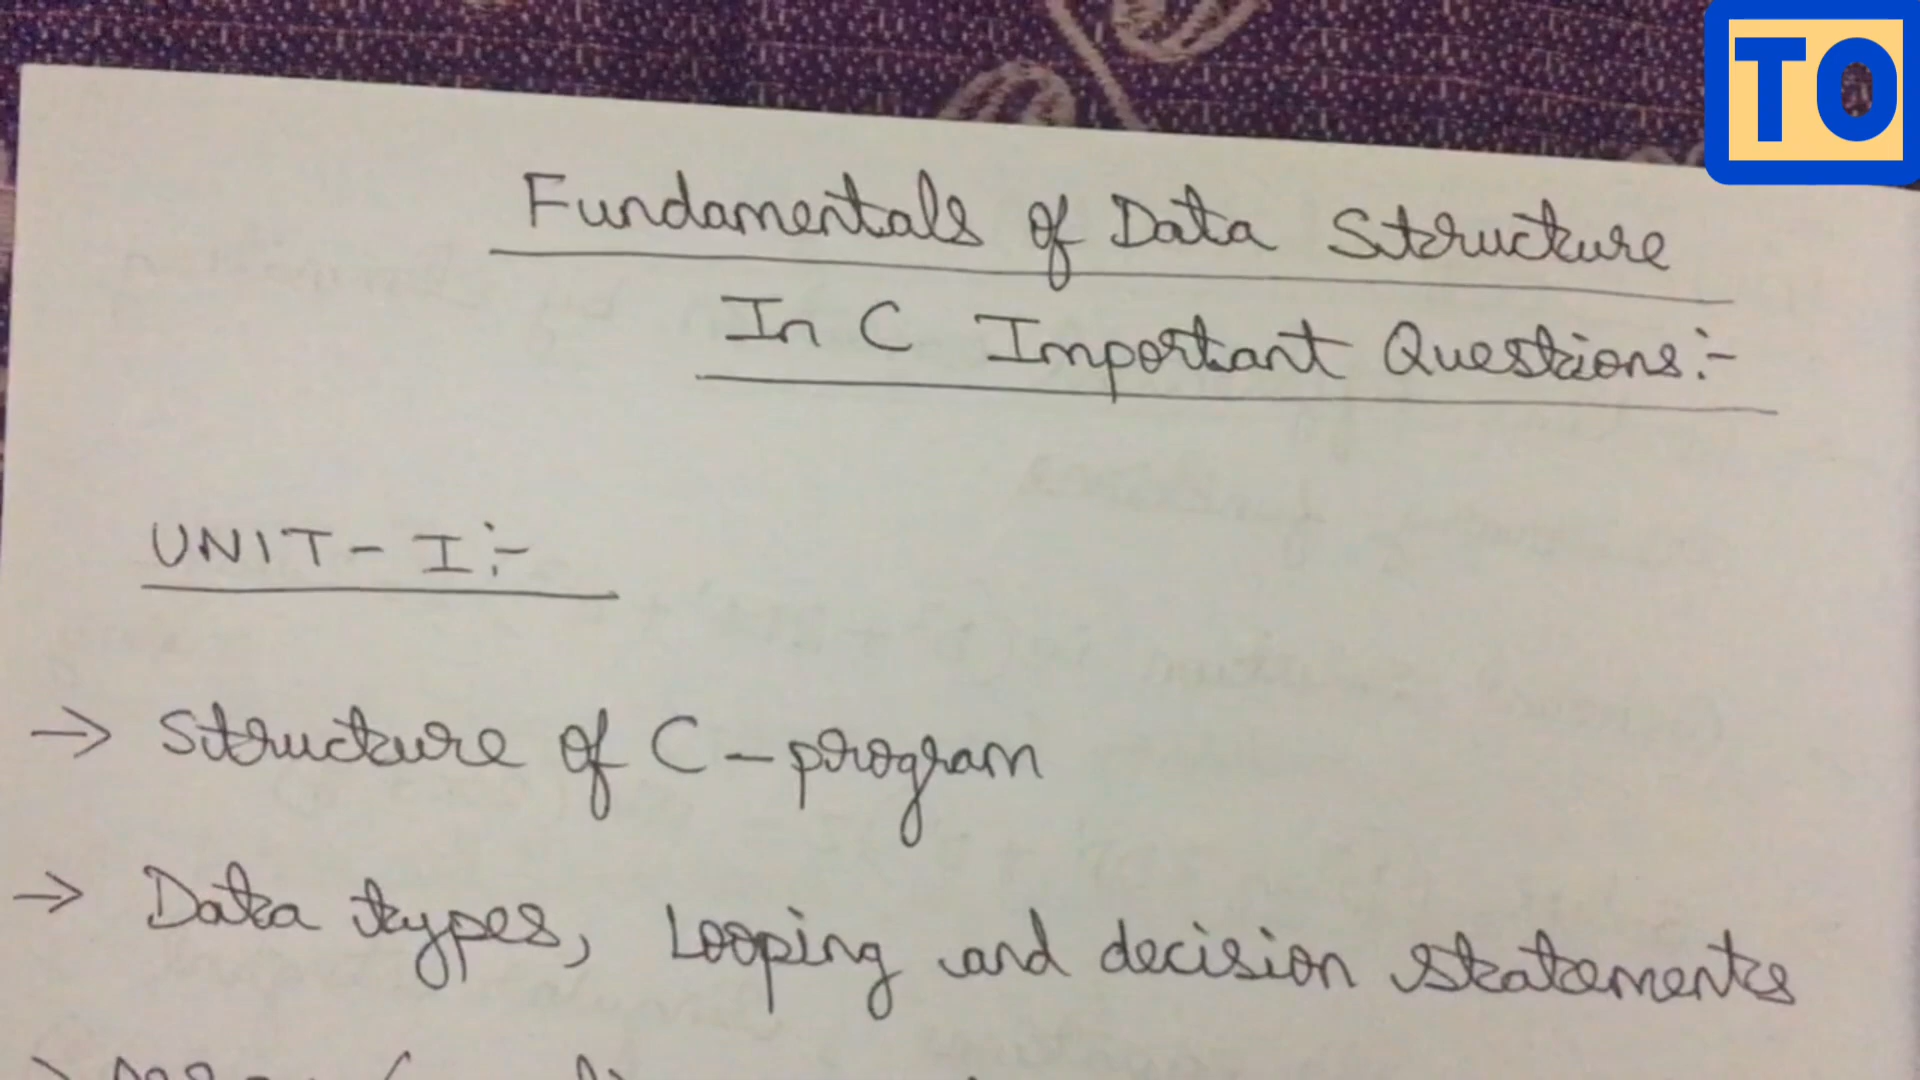 TO
Fundamentals of Data Structure
In C Important Questions:-
UNIT - I :-
→ Structure of C - program
→ Data types, Looping and decision statements